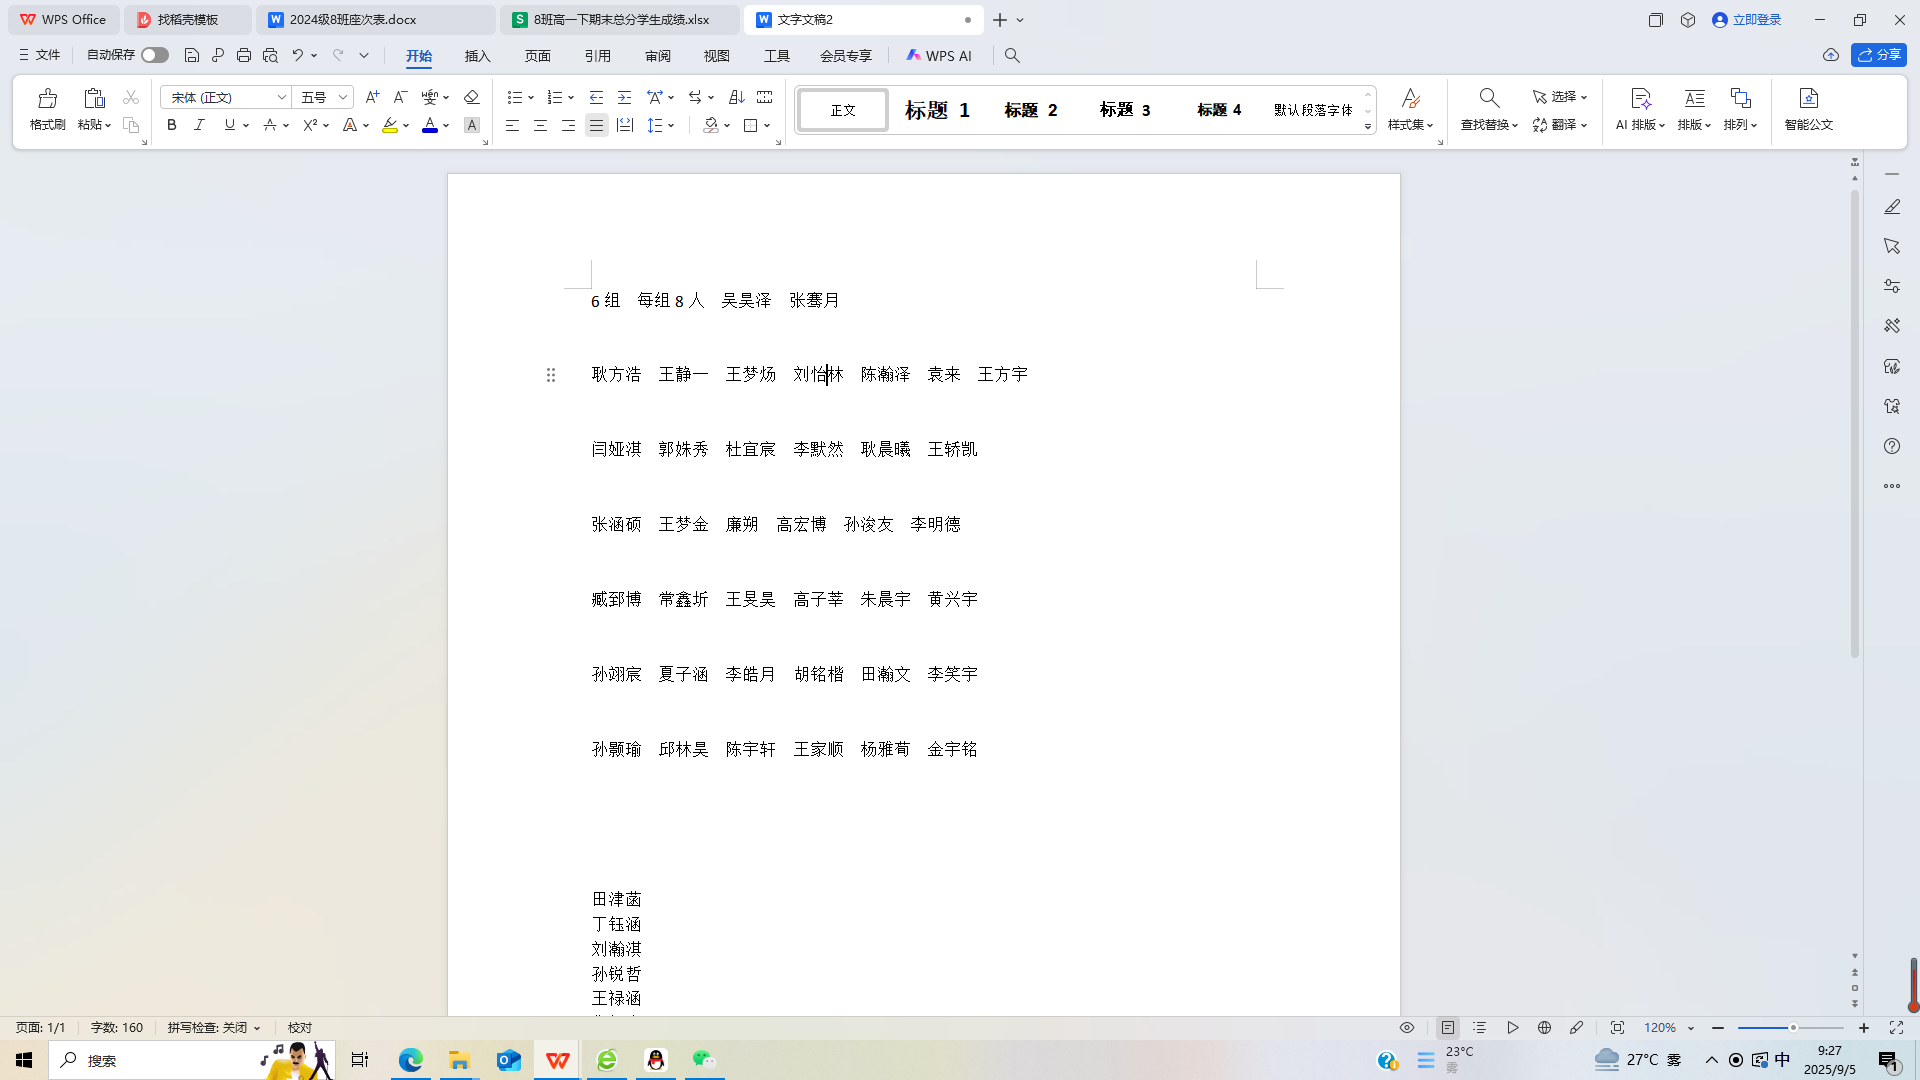 WPS Office 找稻壳模板 2024级8班座次表.docx 8班高一下期末总分学生成绩.xlsx 文字文稿2 立即登录
文件 自动保存 开始 插入 页面 引用 审阅 视图 工具 会员专享 WPS AI 分享
宋体 (正文) 五号
格式刷 粘贴 正文 标题 1 标题 2 标题 3 标题 4 默认段落字体 样式集 查找替换 选择 翻译 AI 排版 排版 排列 智能公文
6组 每组8人 吴昊泽 张骞月
耿方浩 王静一 王梦炀 刘怡林 陈瀚泽 袁来 王方宇
闫娅淇 郭姝秀 杜宜宸 李默然 耿晨曦 王轿凯
张涵硕 王梦金 廉朔 高宏博 孙浚友 李明德
臧郅博 常鑫圻 王旻昊 高子莘 朱晨宇 黄兴宇
孙翊宸 夏子涵 李皓月 胡铭楷 田瀚文 李笑宇
孙颢瑜 邱林昊 陈宇轩 王家顺 杨雅萄 金宇铭
田津菡
丁钰涵
刘瀚淇
孙锐哲
王禄涵
页面: 1/1 字数: 160 拼写检查: 关闭 校对 120%
搜索 23°C 雾 27°C 雾 中 9:27 2025/9/5 1